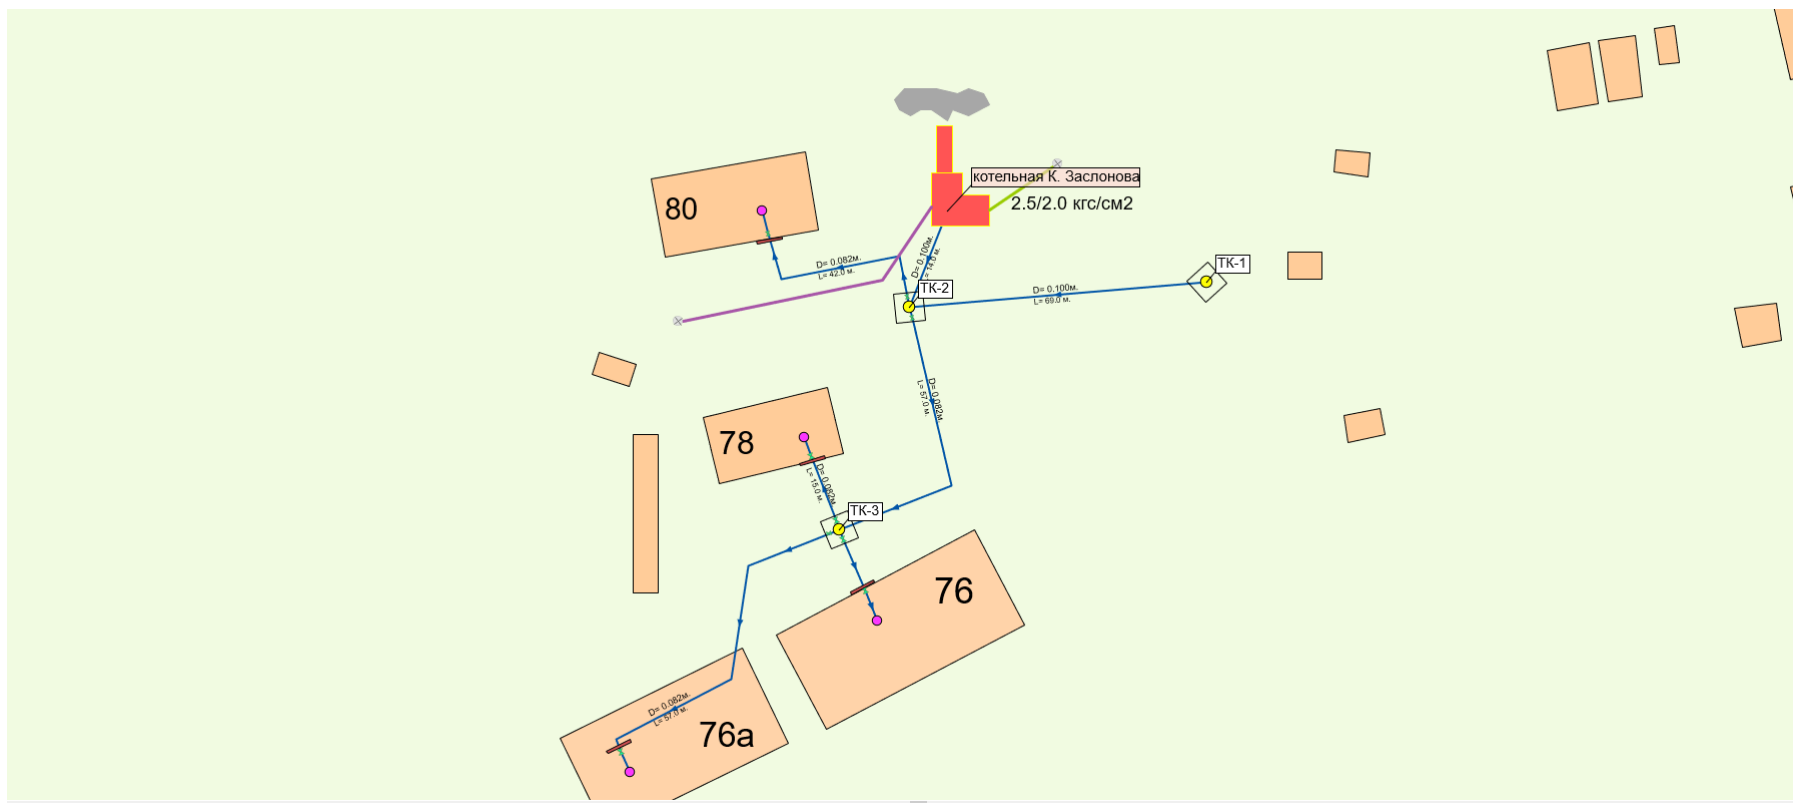 котельная К. Заслонова
2.5/2.0 кгс/см2
80
D= 0.082м.
L= 42.0 м.
D= 0.100м.
L= 14.0 м.
ТК-1
ТК-2
D= 0.100м.
L= 69.0 м.
D= 0.082м.
L= 57.0 м.
78
D= 0.082м.
L= 15.0 м.
ТК-3
76
D= 0.082м.
L= 57.0 м.
76а